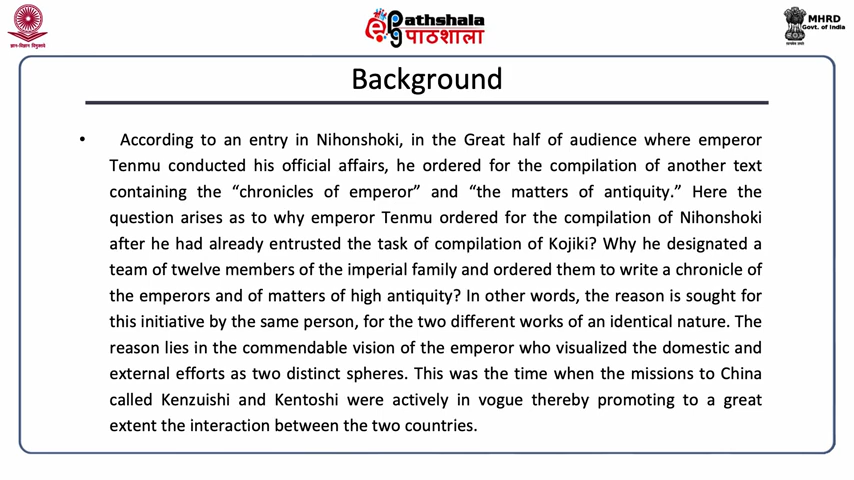 ज्ञान-विज्ञान विमुक्तये
ePathshala
पाठशाला
MHRD
Govt. of India
Background
• According to an entry in Nihonshoki, in the Great half of audience where emperor
Tenmu conducted his official affairs, he ordered for the compilation of another text
containing the “chronicles of emperor” and “the matters of antiquity.” Here the
question arises as to why emperor Tenmu ordered for the compilation of Nihonshoki
after he had already entrusted the task of compilation of Kojiki? Why he designated a
team of twelve members of the imperial family and ordered them to write a chronicle of
the emperors and of matters of high antiquity? In other words, the reason is sought for
this initiative by the same person, for the two different works of an identical nature. The
reason lies in the commendable vision of the emperor who visualized the domestic and
external efforts as two distinct spheres. This was the time when the missions to China
called Kenzuishi and Kentoshi were actively in vogue thereby promoting to a great
extent the interaction between the two countries.